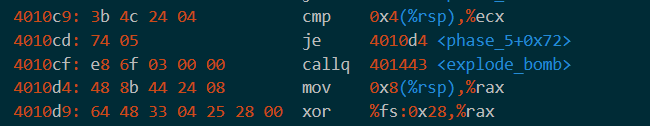 4010c9: 3b 4c 24 04 cmp 0x4(%rsp),%ecx
4010cd: 74 05 je 4010d4 <phase_5+0x72>
4010cf: e8 6f 03 00 00 callq 401443 <explode_bomb>
4010d4: 48 8b 44 24 08 mov 0x8(%rsp),%rax
4010d9: 64 48 33 04 25 28 00 xor %fs:0x28,%rax